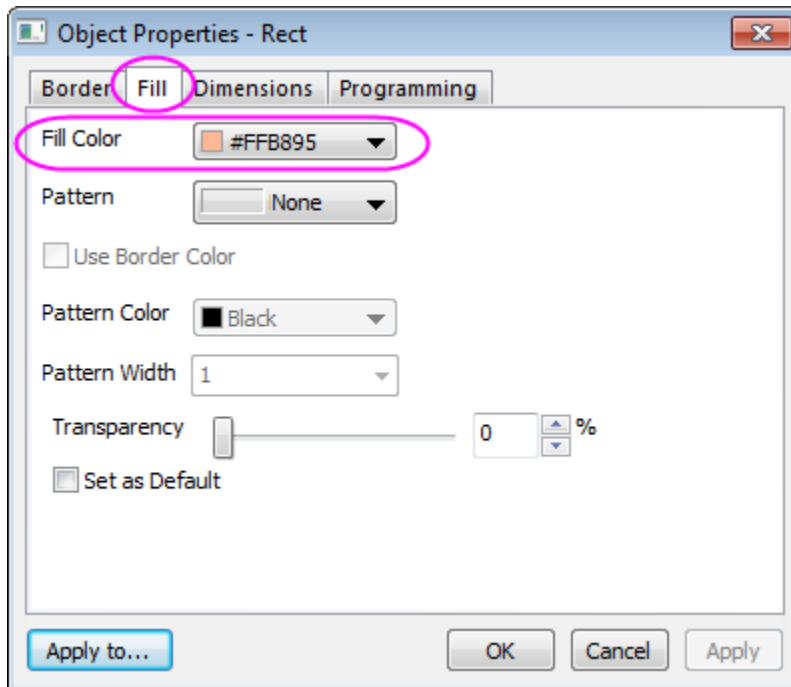 Object Properties - Rect
Border Fill Dimensions Programming
Fill Color #FFB895
Pattern None
Use Border Color
Pattern Color Black
Pattern Width 1
Transparency 0 %
Set as Default
Apply to... OK Cancel Apply